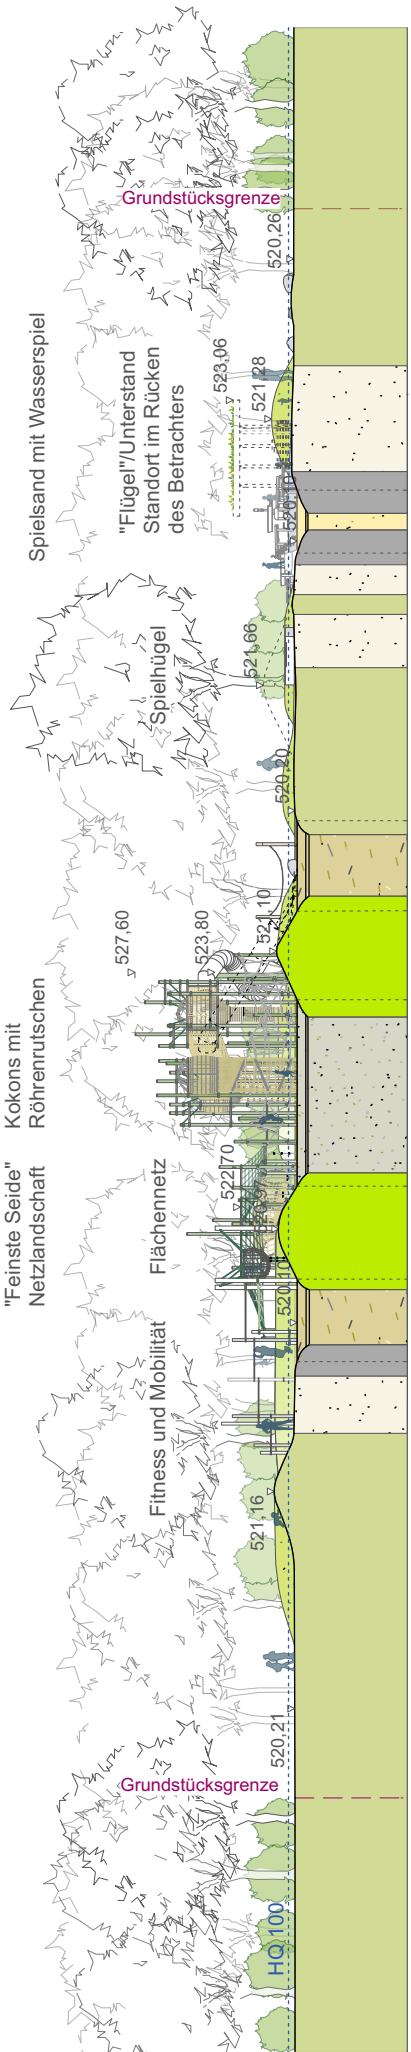 HQ 100
Grundstücksgrenze
520,21
521,16
Fitness und Mobilität
520,10
Flächennetz
522,70
"Feinste Seide"
Netzlandschaft
Kokons mit
Röhrenrutschen
527,60
523,80
521,10
520,20
Spielhügel
521,66
Spielsand mit Wasserspiel
"Flügel"/Unterstand
Standort im Rücken
des Betrachters
523,06
521,28
520,26
Grundstücksgrenze